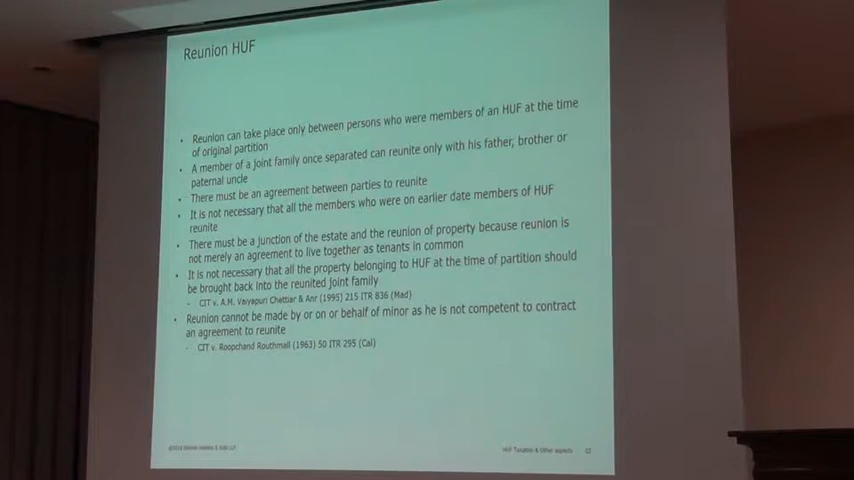 Reunion HUF
• Reunion can take place only between persons who were members of an HUF at the time
of original partition
• A member of a joint family once separated can reunite only with his father, brother or
paternal uncle
• There must be an agreement between parties to reunite
• It is not necessary that all the members who were on earlier date members of HUF
reunite
• There must be a junction of the estate and the reunion of property because reunion is
not merely an agreement to live together as tenants in common
• It is not necessary that all the property belonging to HUF at the time of partition should
be brought back into the reunited joint family
- CIT v. A.M. Vaiyapuri Chettiar & Anr (1995) 215 ITR 836 (Mad)
• Reunion cannot be made by or on or behalf of minor as he is not competent to contract
an agreement to reunite
- CIT v. Roopchand Routhmall (1963) 50 ITR 295 (Cal)
Haskins & Sells LLP
HUF Taxation & Other aspects